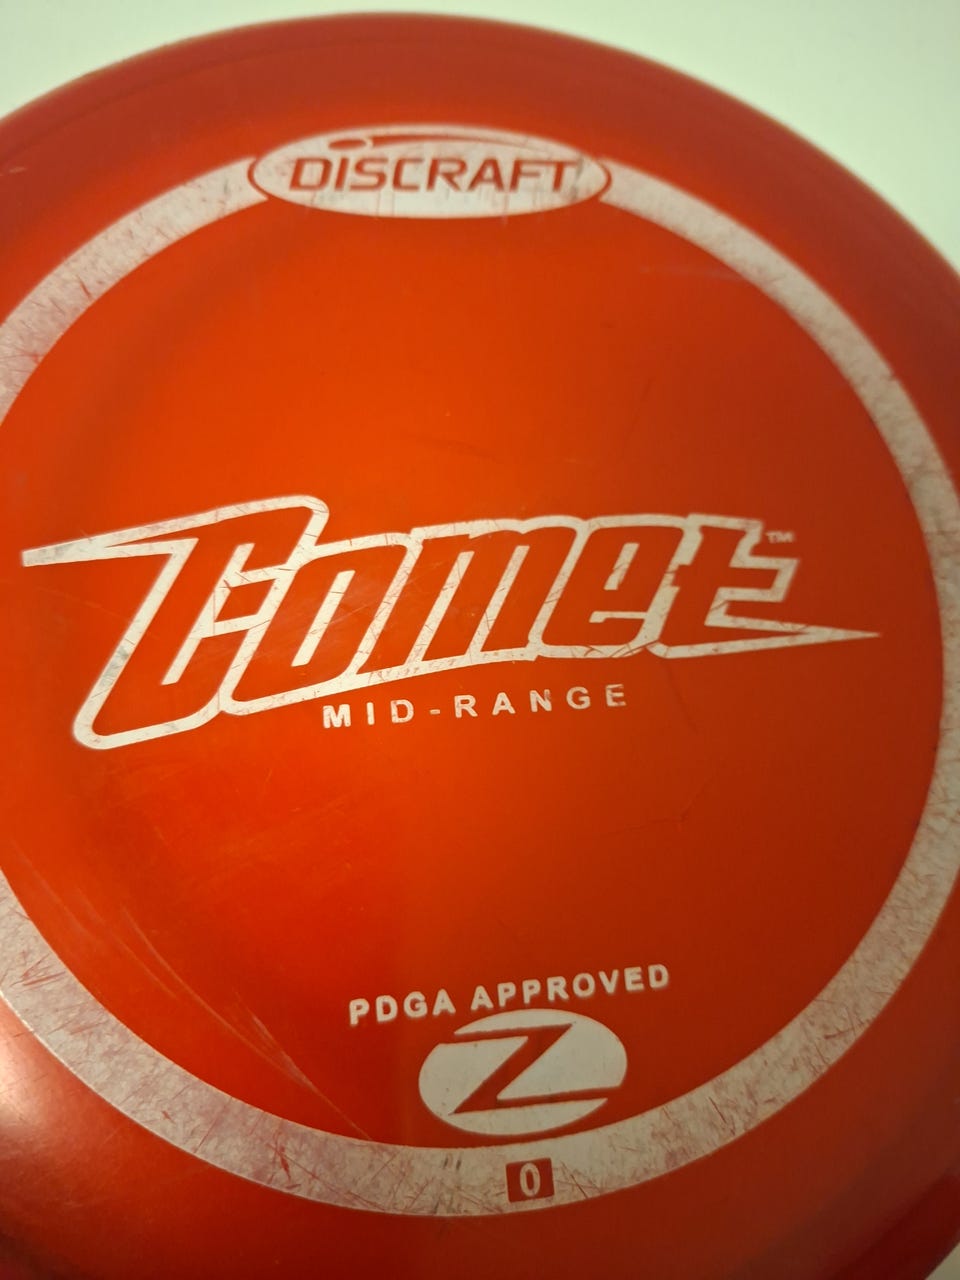 DISCRAFT
Comet™
MID-RANGE
PDGA APPROVED
Z
0